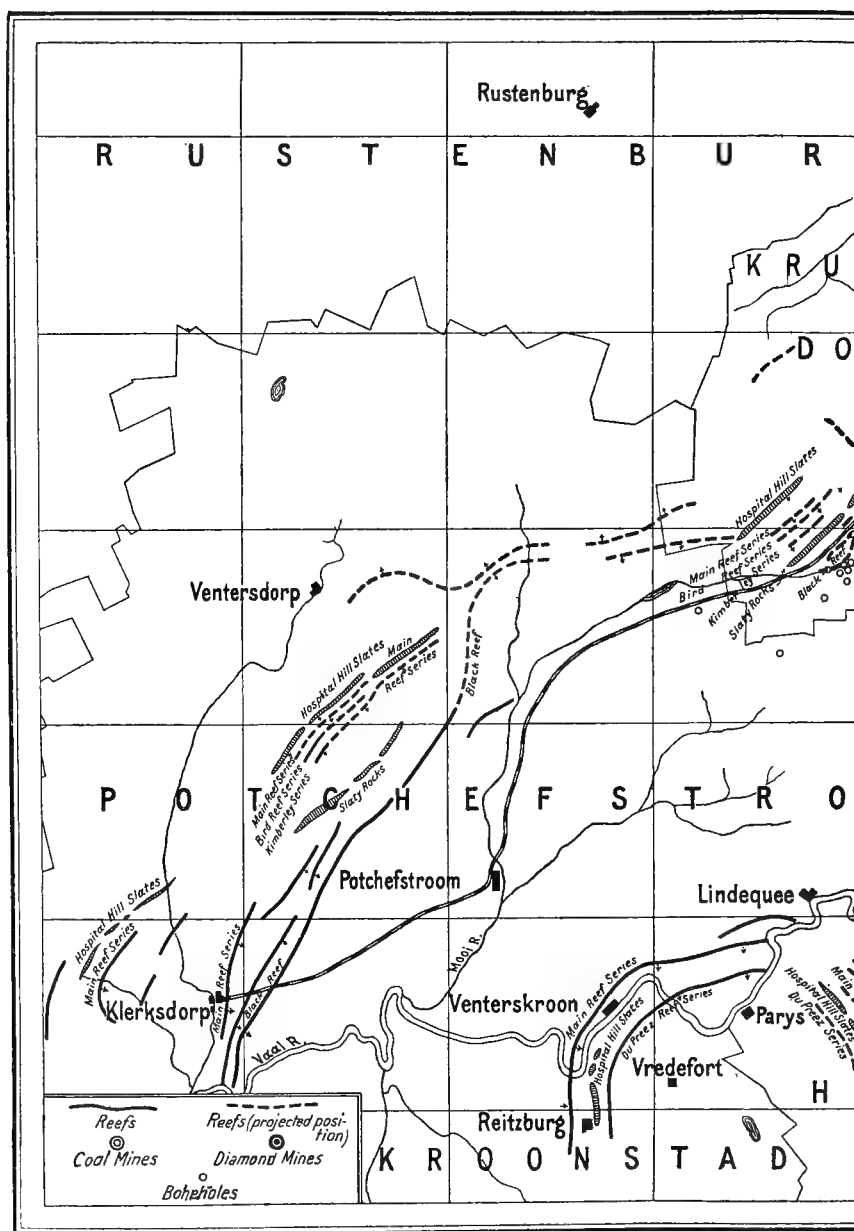 Rustenburg
R U S T E N B U R
K R U
D O
Hospital Hill Slates
Main Reef Series
Bird Reef Series
Kimberley Series
Slaty Rocks
Black Reef
Ventersdorp
Hospital Hill Slates
Main
Reef Series
Black Reef
Main Reef Series
Bird Reef Series
Kimberley Series
Slaty Rocks
P O T C H E F S T R O
Potchefstroom
Lindequee
Hospital Hill Slates
Main Reef Series
Klerksdorp
Main Reef Series
Black Reef
Mooi R.
Vaal R.
Venterskroon
Main Reef Series
Hospital Hill Slates
Du Preez Reef Series
Parys
Main
Hospital Hill Slates
Du Preez Series
Vredefort
H
Reitzburg
K R O O N S T A D
Reefs
Reefs (projected posi-
tion)
Coal Mines
Diamond Mines
Bohpholes